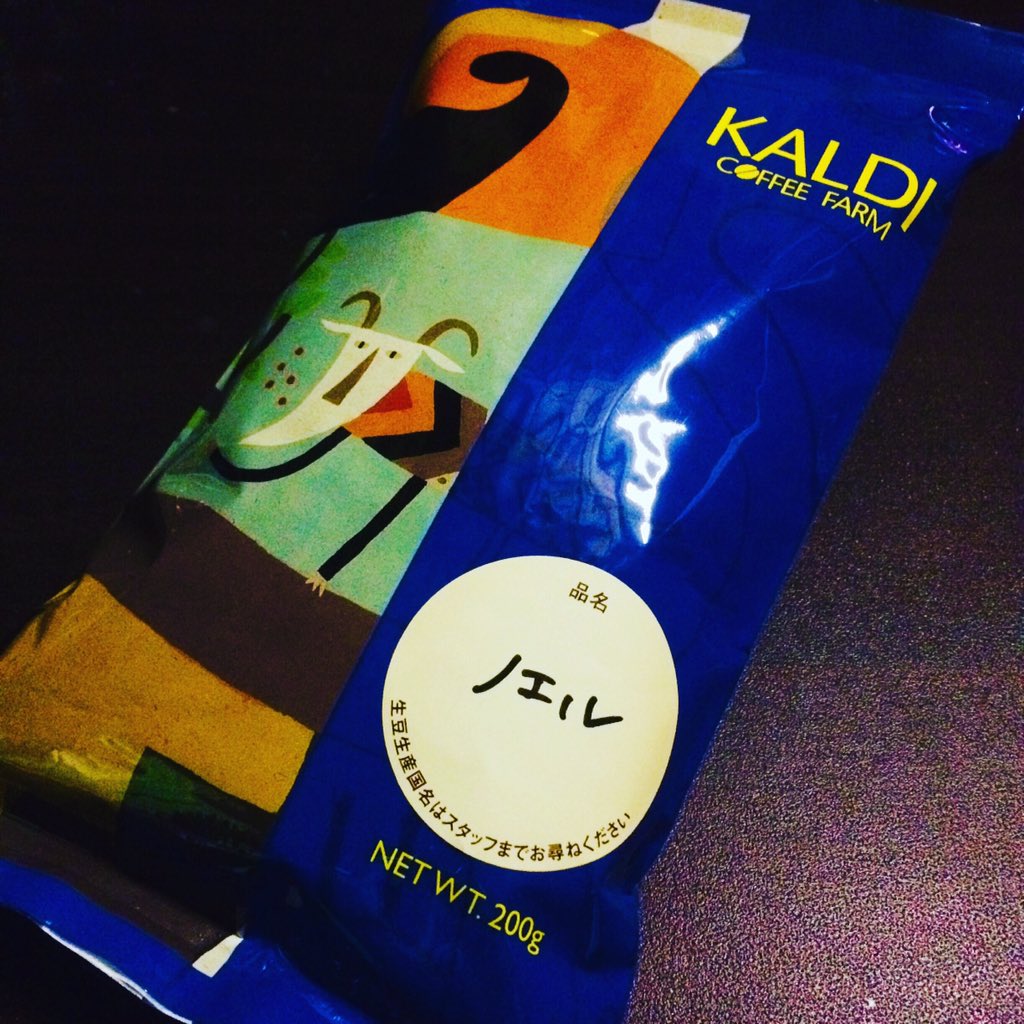 KALDI
COFFEE FARM
品名
ノエル
生豆生産国名はスタッフまでお尋ねください
NET WT. 200g